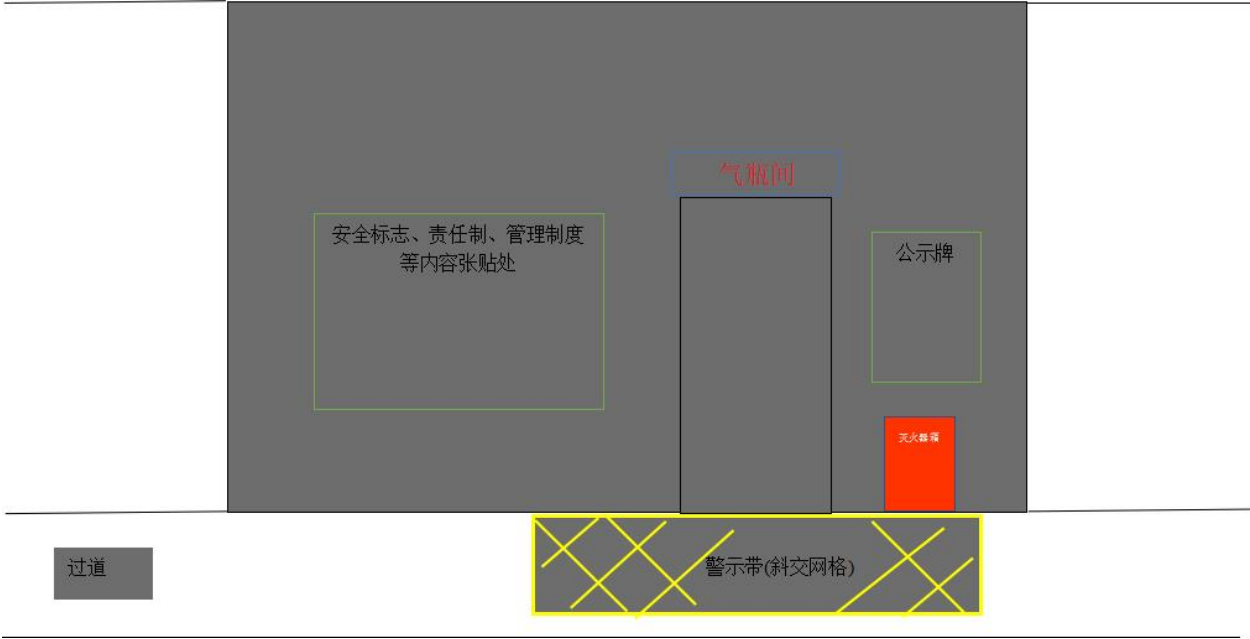 气瓶间
安全标志、责任制、管理制度
等内容张贴处
公示牌
灭火器箱
警示带(斜交网格)
过道